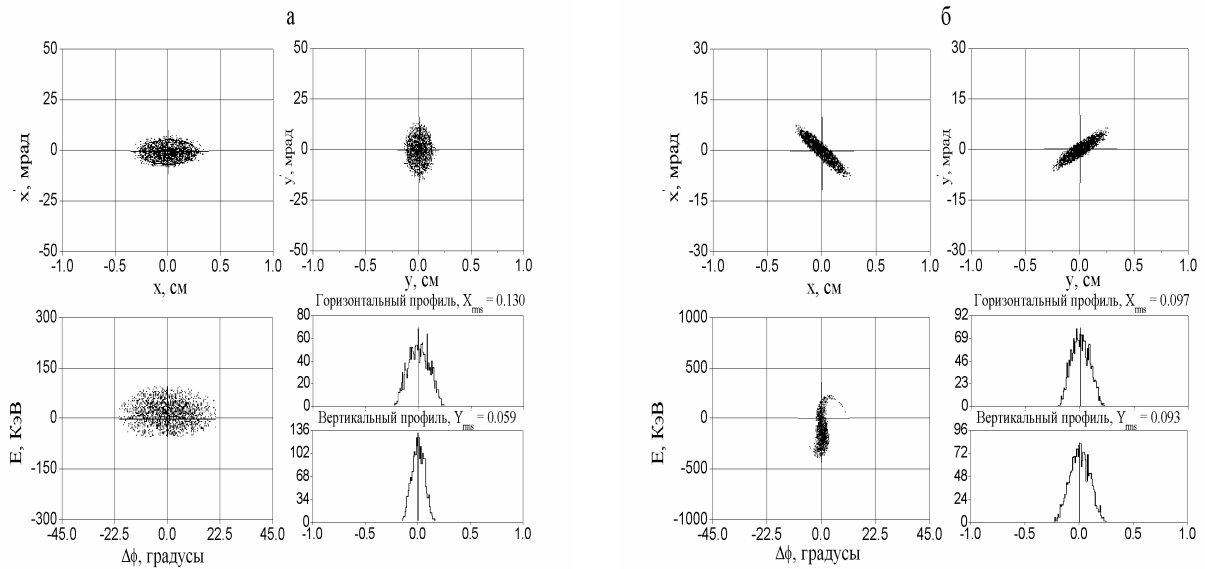 а
50
25
0
-25
-50
x', мрад
-1.0 -0.5 0.0 0.5 1.0
x, см
50
25
0
-25
-50
y', мрад
-1.0 -0.5 0.0 0.5 1.0
y, см
300
150
0
-150
-300
E, КэВ
-45.0 -22.5 0.0 22.5 45.0
Δϕ, градусы
Горизонтальный профиль, Xrms = 0.130
80
60
40
20
0
Вертикальный профиль, Yrms = 0.059
136
102
68
34
0
-1.0 -0.5 0.0 0.5 1.0
б
30
15
0
-15
-30
x', мрад
-1.0 -0.5 0.0 0.5 1.0
x, см
30
15
0
-15
-30
y', мрад
-1.0 -0.5 0.0 0.5 1.0
y, см
1000
500
0
-500
-1000
E, КэВ
-45.0 -22.5 0.0 22.5 45.0
Δϕ, градусы
Горизонтальный профиль, Xrms = 0.097
92
69
46
23
0
Вертикальный профиль, Yrms = 0.093
96
72
48
24
0
-1.0 -0.5 0.0 0.5 1.0